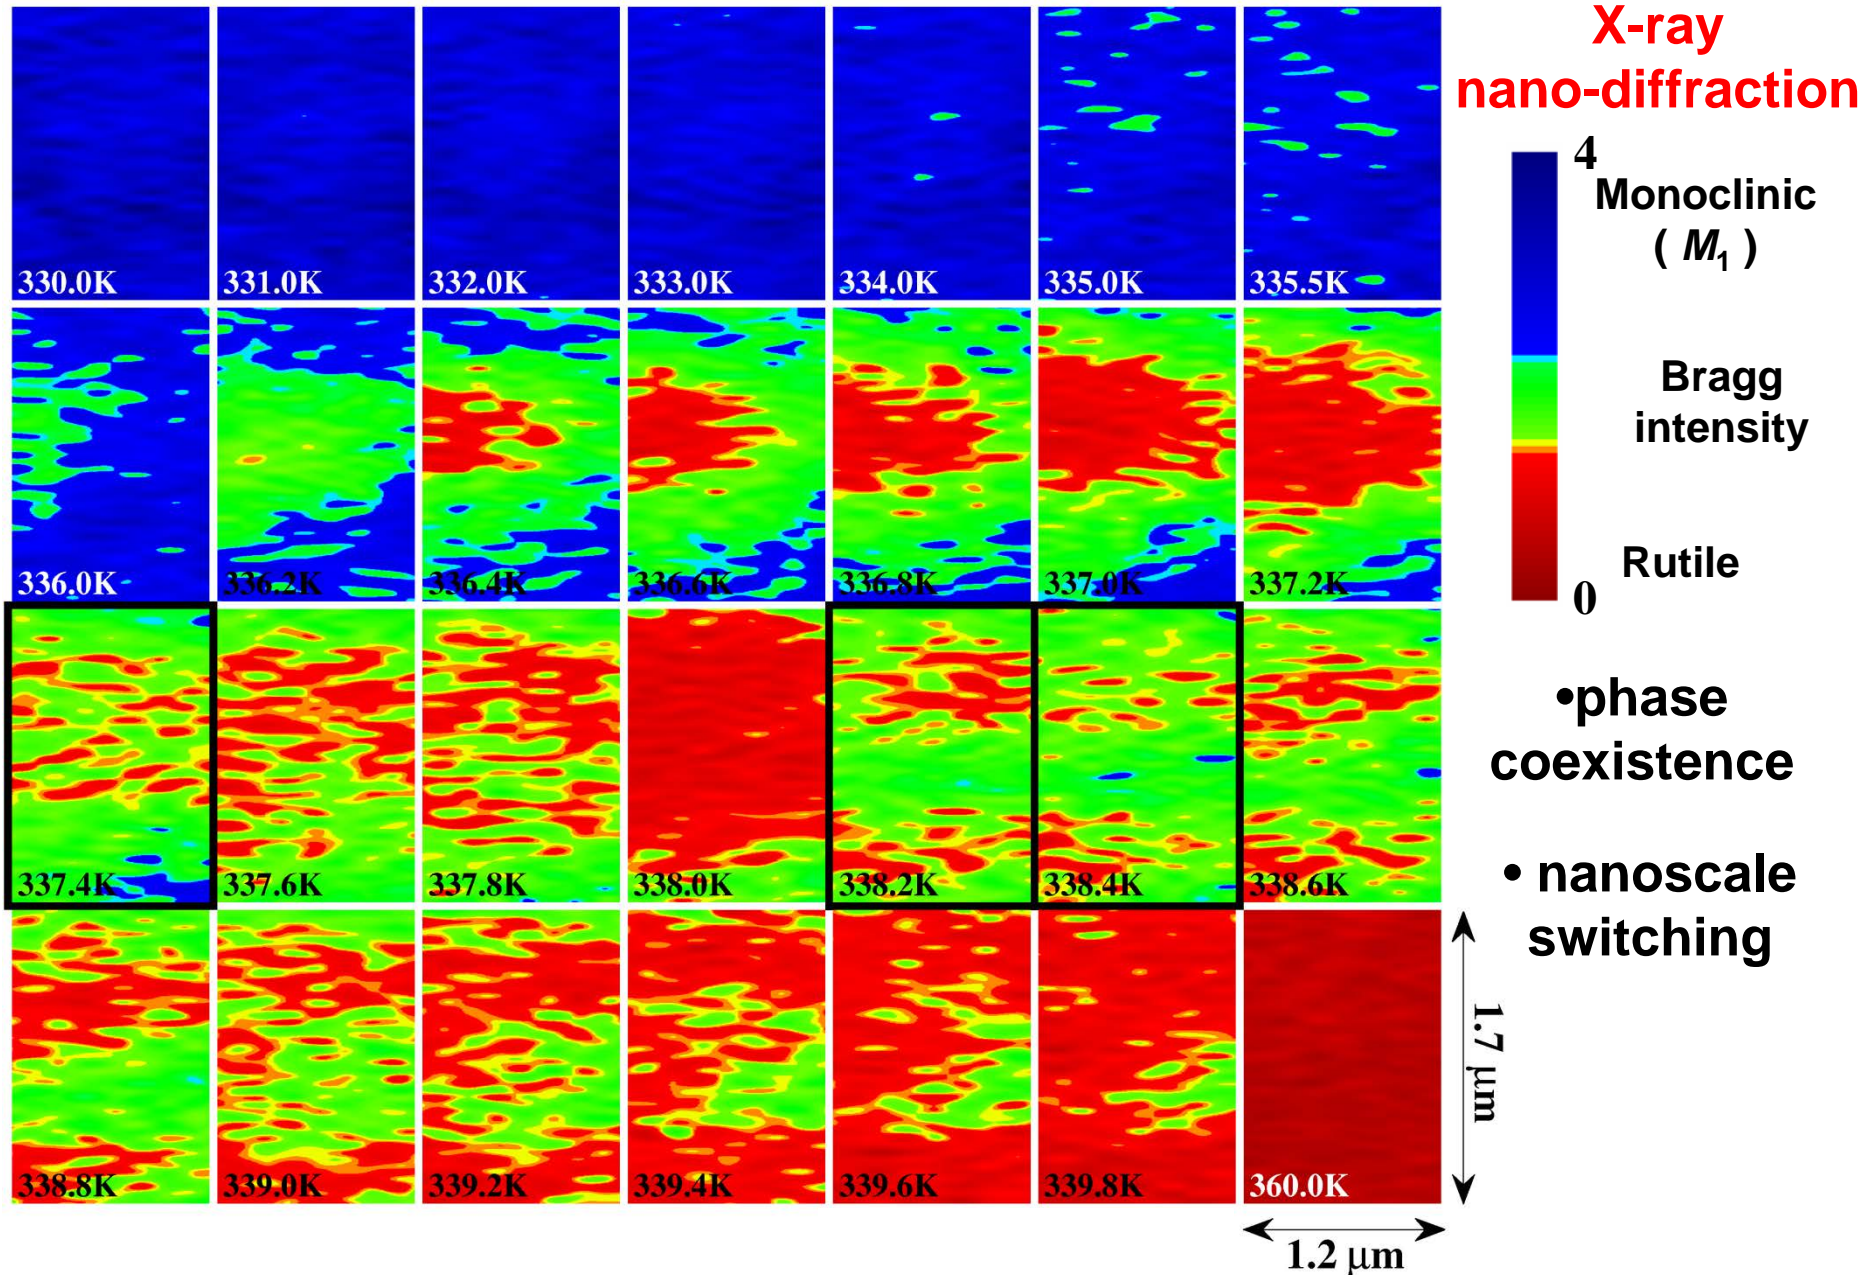 330.0K
331.0K
332.0K
333.0K
334.0K
335.0K
335.5K
336.0K
336.2K
336.4K
336.6K
336.8K
337.0K
337.2K
337.4K
337.6K
337.8K
338.0K
338.2K
338.4K
338.6K
338.8K
339.0K
339.2K
339.4K
339.6K
339.8K
360.0K
1.7 μm
1.2 μm
X-ray
nano-diffraction
4
Monoclinic
( M₁ )
Bragg
intensity
Rutile
0
•phase
coexistence
• nanoscale
switching